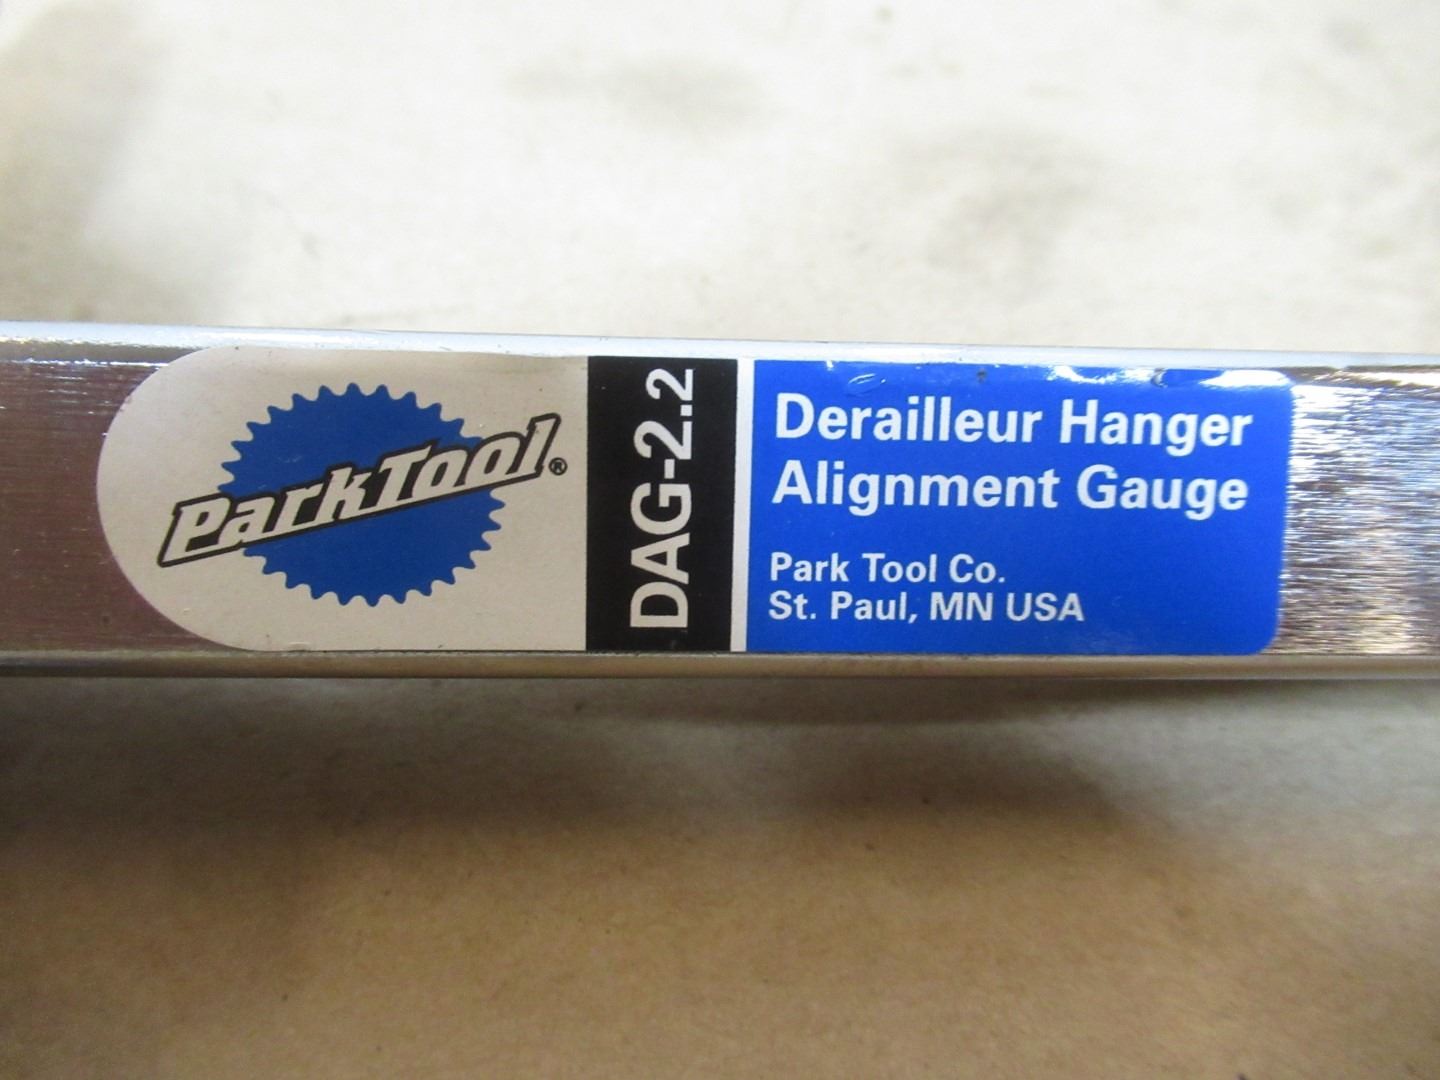 ParkTool®
DAG-2.2
Derailleur Hanger
Alignment Gauge
Park Tool Co.
St. Paul, MN USA